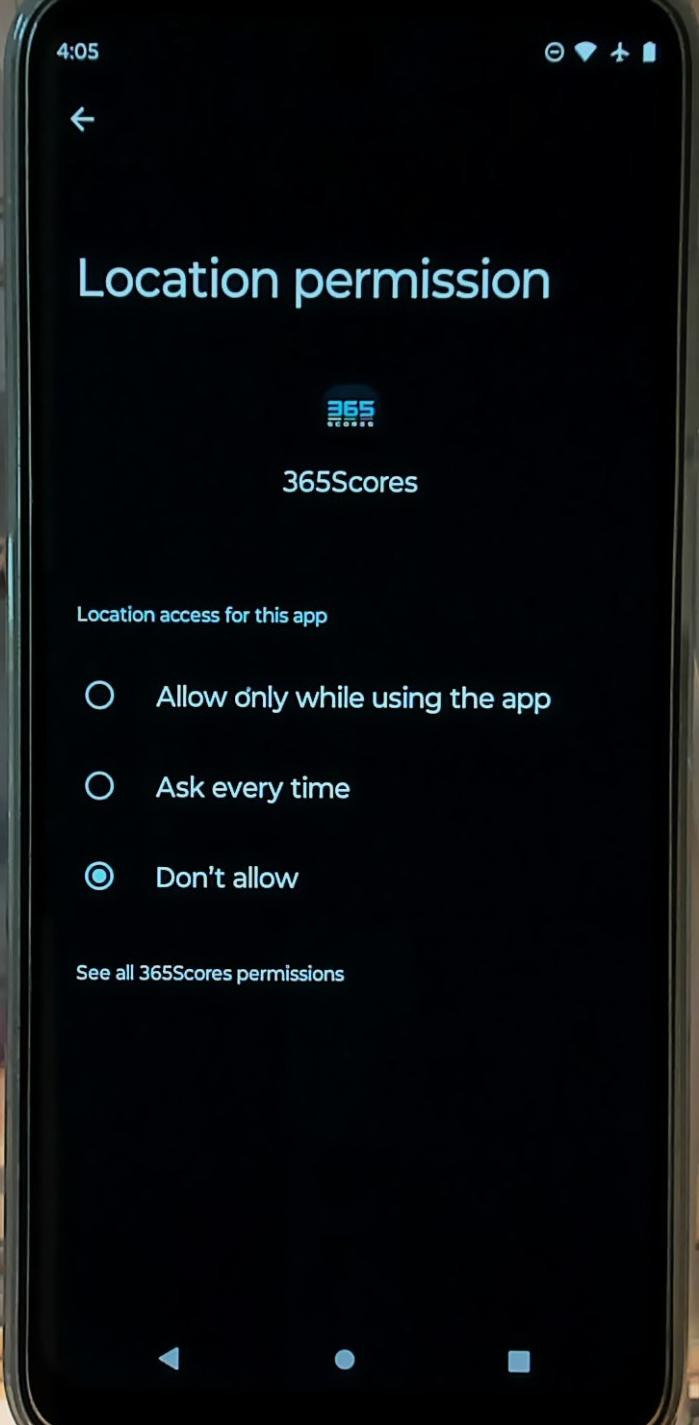 4:05
Location permission
365
SCORES
365Scores
Location access for this app
Allow only while using the app
Ask every time
Don't allow
See all 365Scores permissions